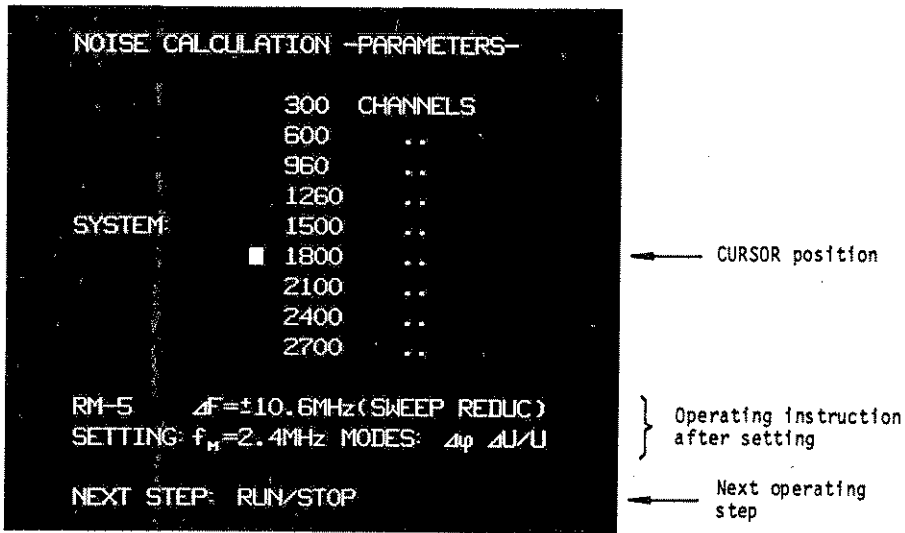 NOISE CALCULATION -PARAMETERS-
300 CHANNELS
600 ..
960 ..
1260 ..
SYSTEM: 1500 ..
1800 .. CURSOR position
2100 ..
2400 ..
2700 ..
RM-5 ΔF=±10.6MHz(SWEEP REDUC)
SETTING: fM=2.4MHz MODES: Δφ ΔU/U
Operating instruction
after setting
NEXT STEP: RUN/STOP
Next operating
step